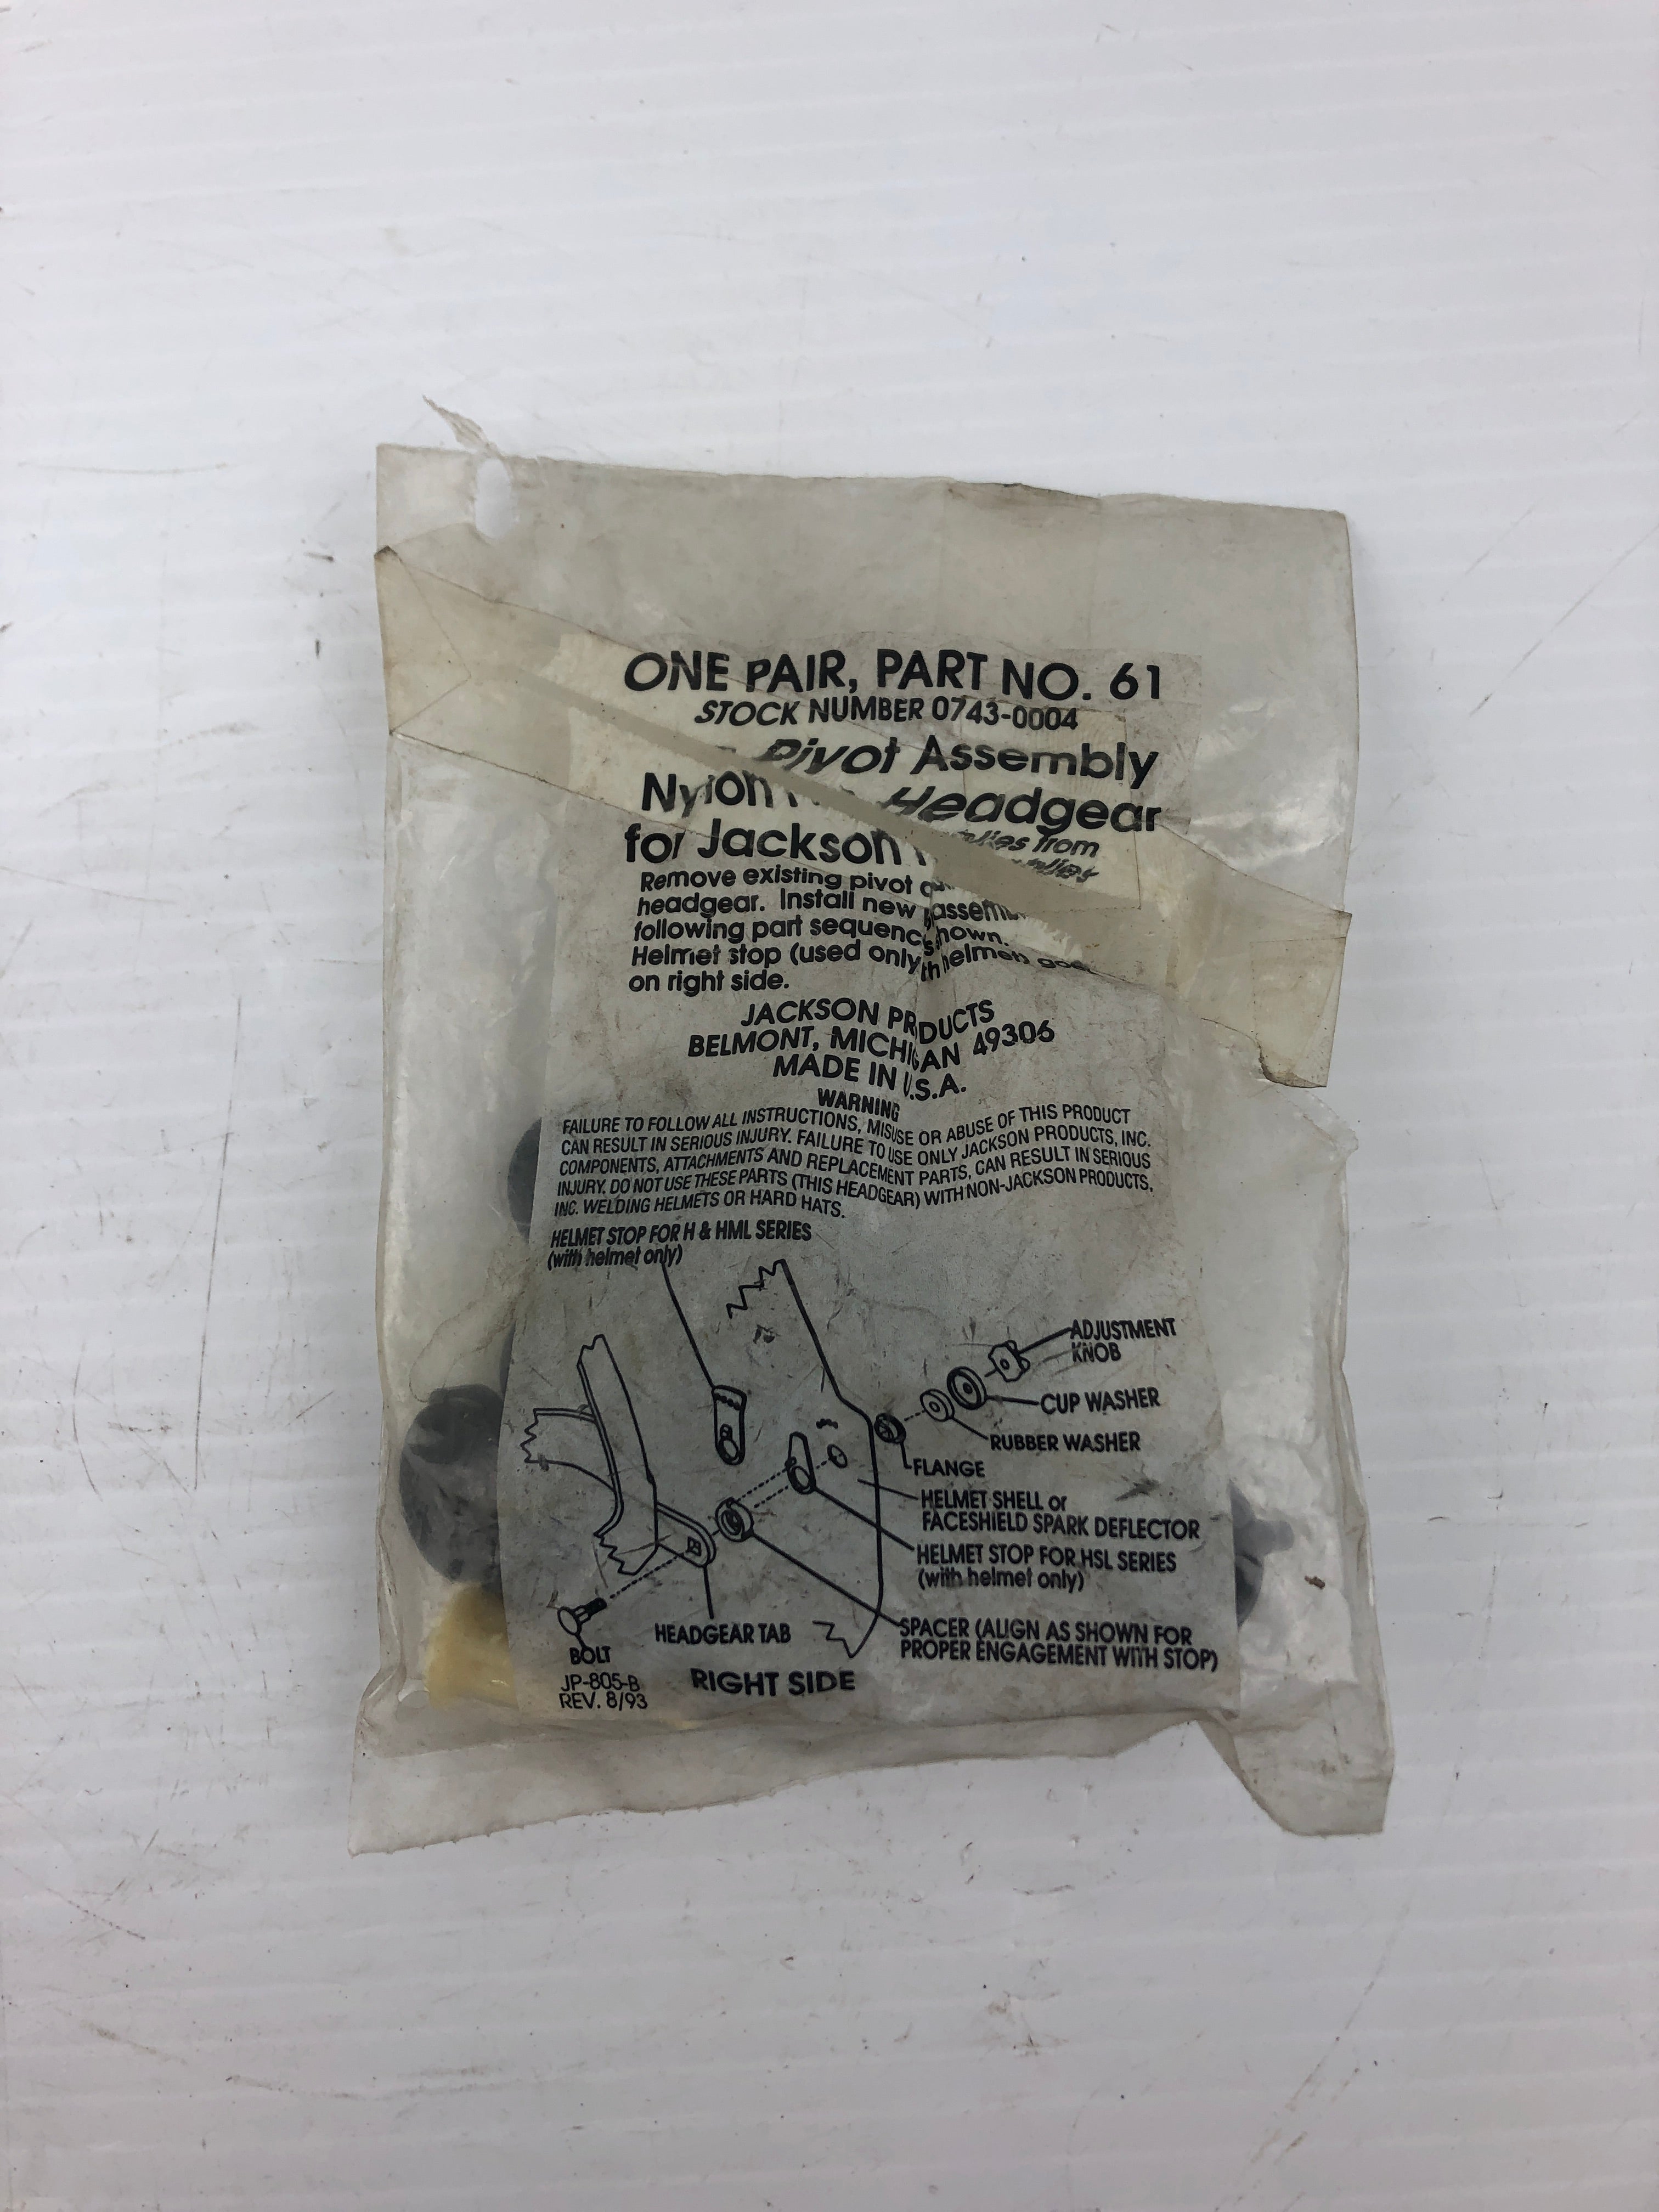 ONE PAIR, PART NO. 61
STOCK NUMBER 0743-0004
Pivot Assembly
Nylon Headgear
for Jackson
from
Remove existing pivot
headgear. Install new
following part sequence shown.
Helmet stop (used only
on right side.
JACKSON PRODUCTS
BELMONT, MICHIGAN 49306
MADE IN U.S.A.
WARNING
FAILURE TO FOLLOW ALL INSTRUCTIONS, MISUSE OR ABUSE OF THIS PRODUCT
CAN RESULT IN SERIOUS INJURY. FAILURE TO USE ONLY JACKSON PRODUCTS, INC.
COMPONENTS, ATTACHMENTS AND REPLACEMENT PARTS, CAN RESULT IN SERIOUS
INJURY. DO NOT USE THESE PARTS (THIS HEADGEAR) WITH NON-JACKSON PRODUCTS,
INC. WELDING HELMETS OR HARD HATS.
HELMET STOP FOR H & HML SERIES
(with helmet only)
ADJUSTMENT
KNOB
CUP WASHER
RUBBER WASHER
FLANGE
HELMET SHELL or
FACESHIELD SPARK DEFLECTOR
HELMET STOP FOR HSL SERIES
(with helmet only)
SPACER (ALIGN AS SHOWN FOR
PROPER ENGAGEMENT WITH STOP)
HEADGEAR TAB
BOLT
RIGHT SIDE
JP-805-B
REV. 8/93